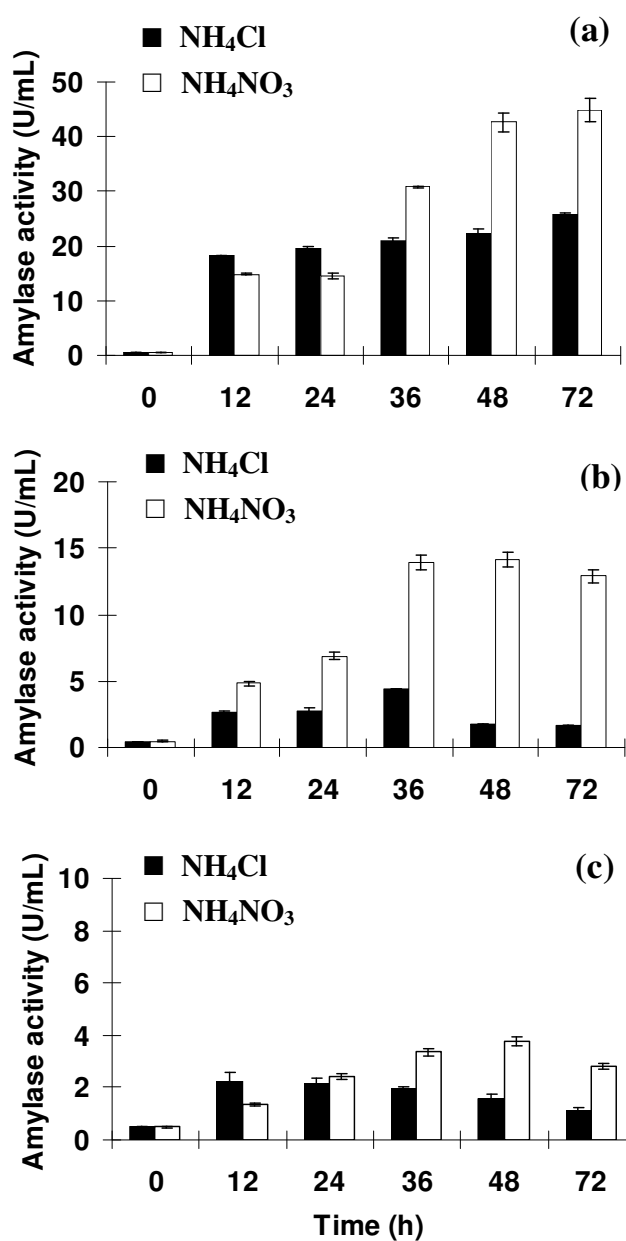 NH₄Cl
(a)
NH₄NO₃
Amylase activity (U/mL)
50
40
30
20
10
0
0 12 24 36 48 72
NH₄Cl
(b)
NH₄NO₃
Amylase activity (U/mL)
20
15
10
5
0
0 12 24 36 48 72
NH₄Cl
(c)
NH₄NO₃
Amylase activity (U/mL)
10
8
6
4
2
0
0 12 24 36 48 72
Time (h)